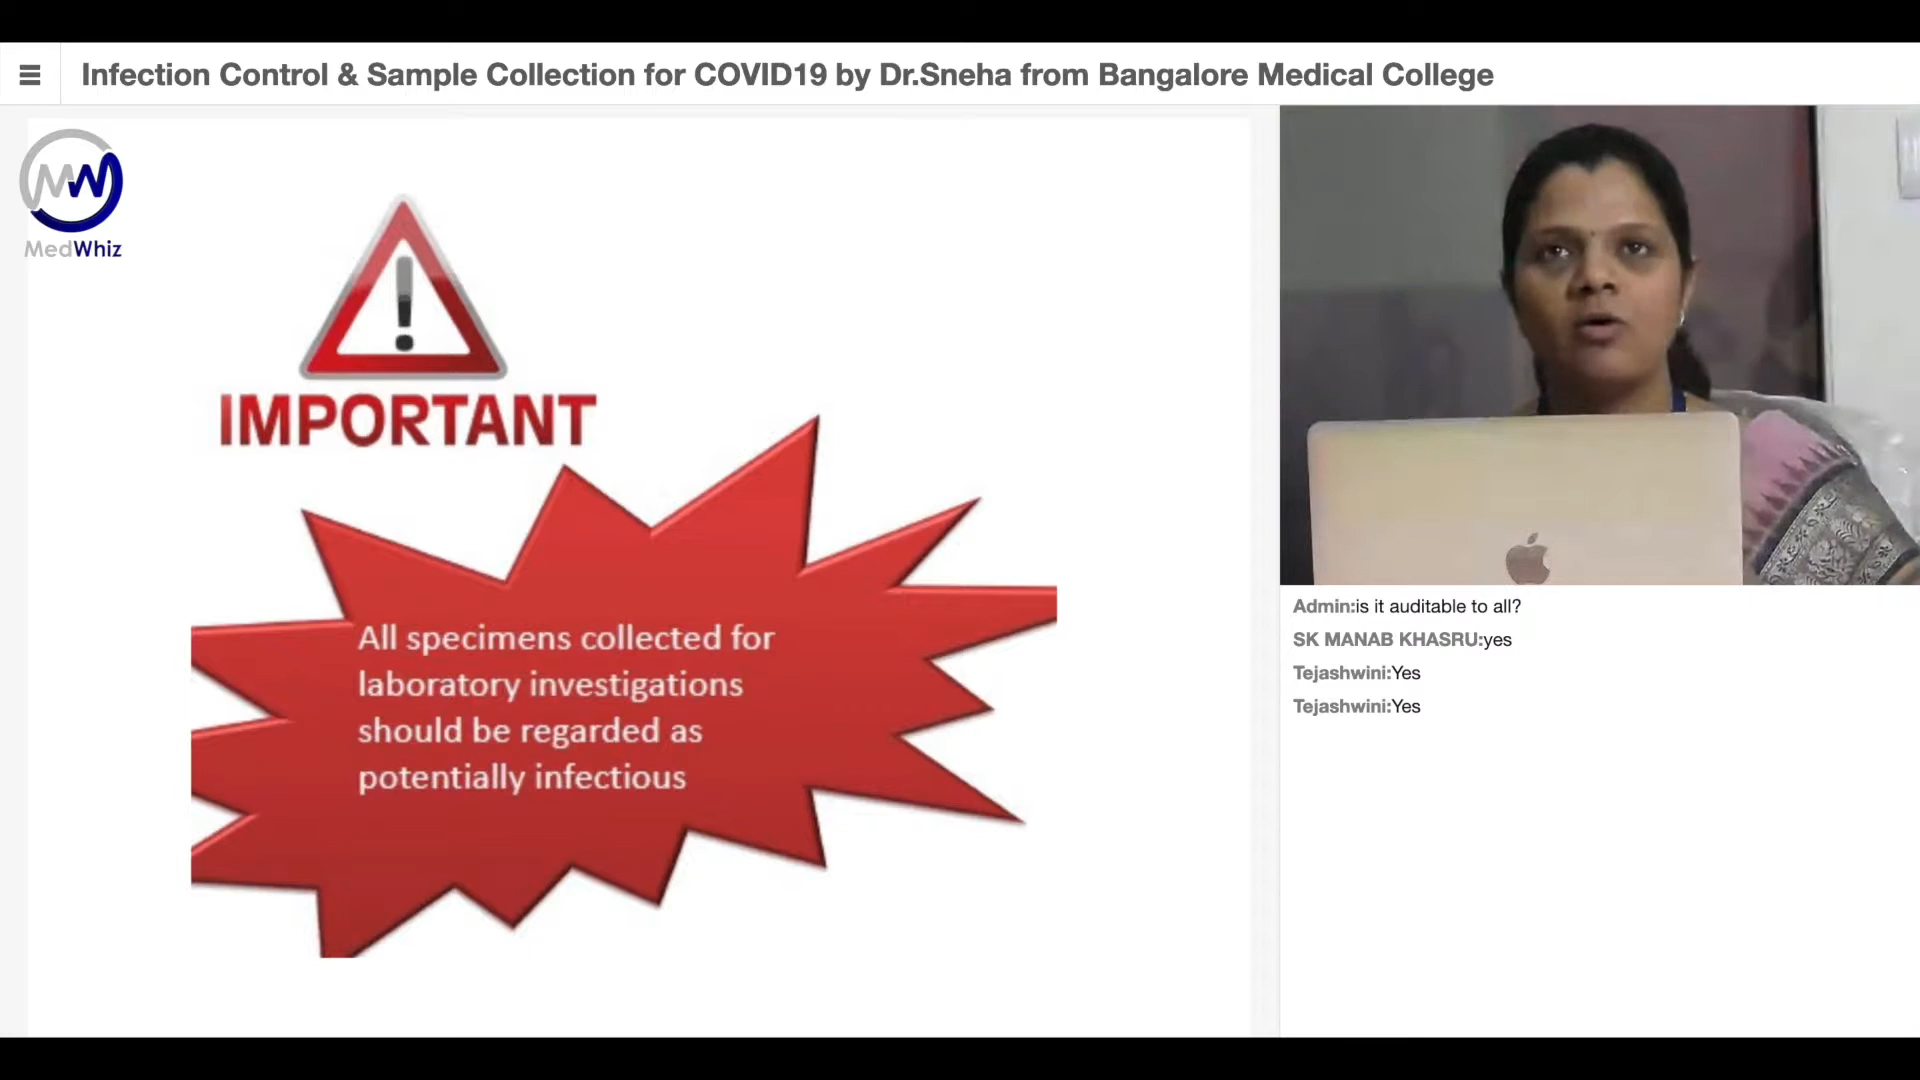 Infection Control & Sample Collection for COVID19 by Dr.Sneha from Bangalore Medical College
MW
MedWhiz
IMPORTANT
All specimens collected for
laboratory investigations
should be regarded as
potentially infectious
Admin:is it auditable to all?
SK MANAB KHASRU:yes
Tejashwini:Yes
Tejashwini:Yes